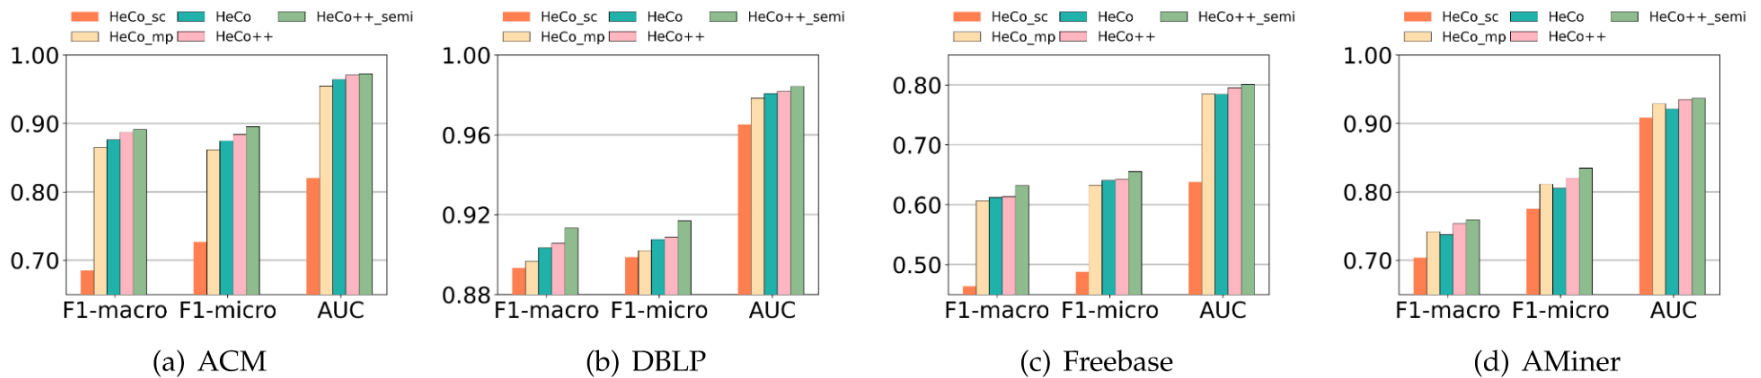 HeCo_sc HeCo HeCo++_semi
HeCo_mp HeCo++
1.00
0.90
0.80
0.70
F1-macro F1-micro AUC
(a) ACM
HeCo_sc HeCo HeCo++_semi
HeCo_mp HeCo++
1.00
0.96
0.92
0.88
F1-macro F1-micro AUC
(b) DBLP
HeCo_sc HeCo HeCo++_semi
HeCo_mp HeCo++
0.80
0.70
0.60
0.50
F1-macro F1-micro AUC
(c) Freebase
HeCo_sc HeCo HeCo++_semi
HeCo_mp HeCo++
1.00
0.90
0.80
0.70
F1-macro F1-micro AUC
(d) AMiner